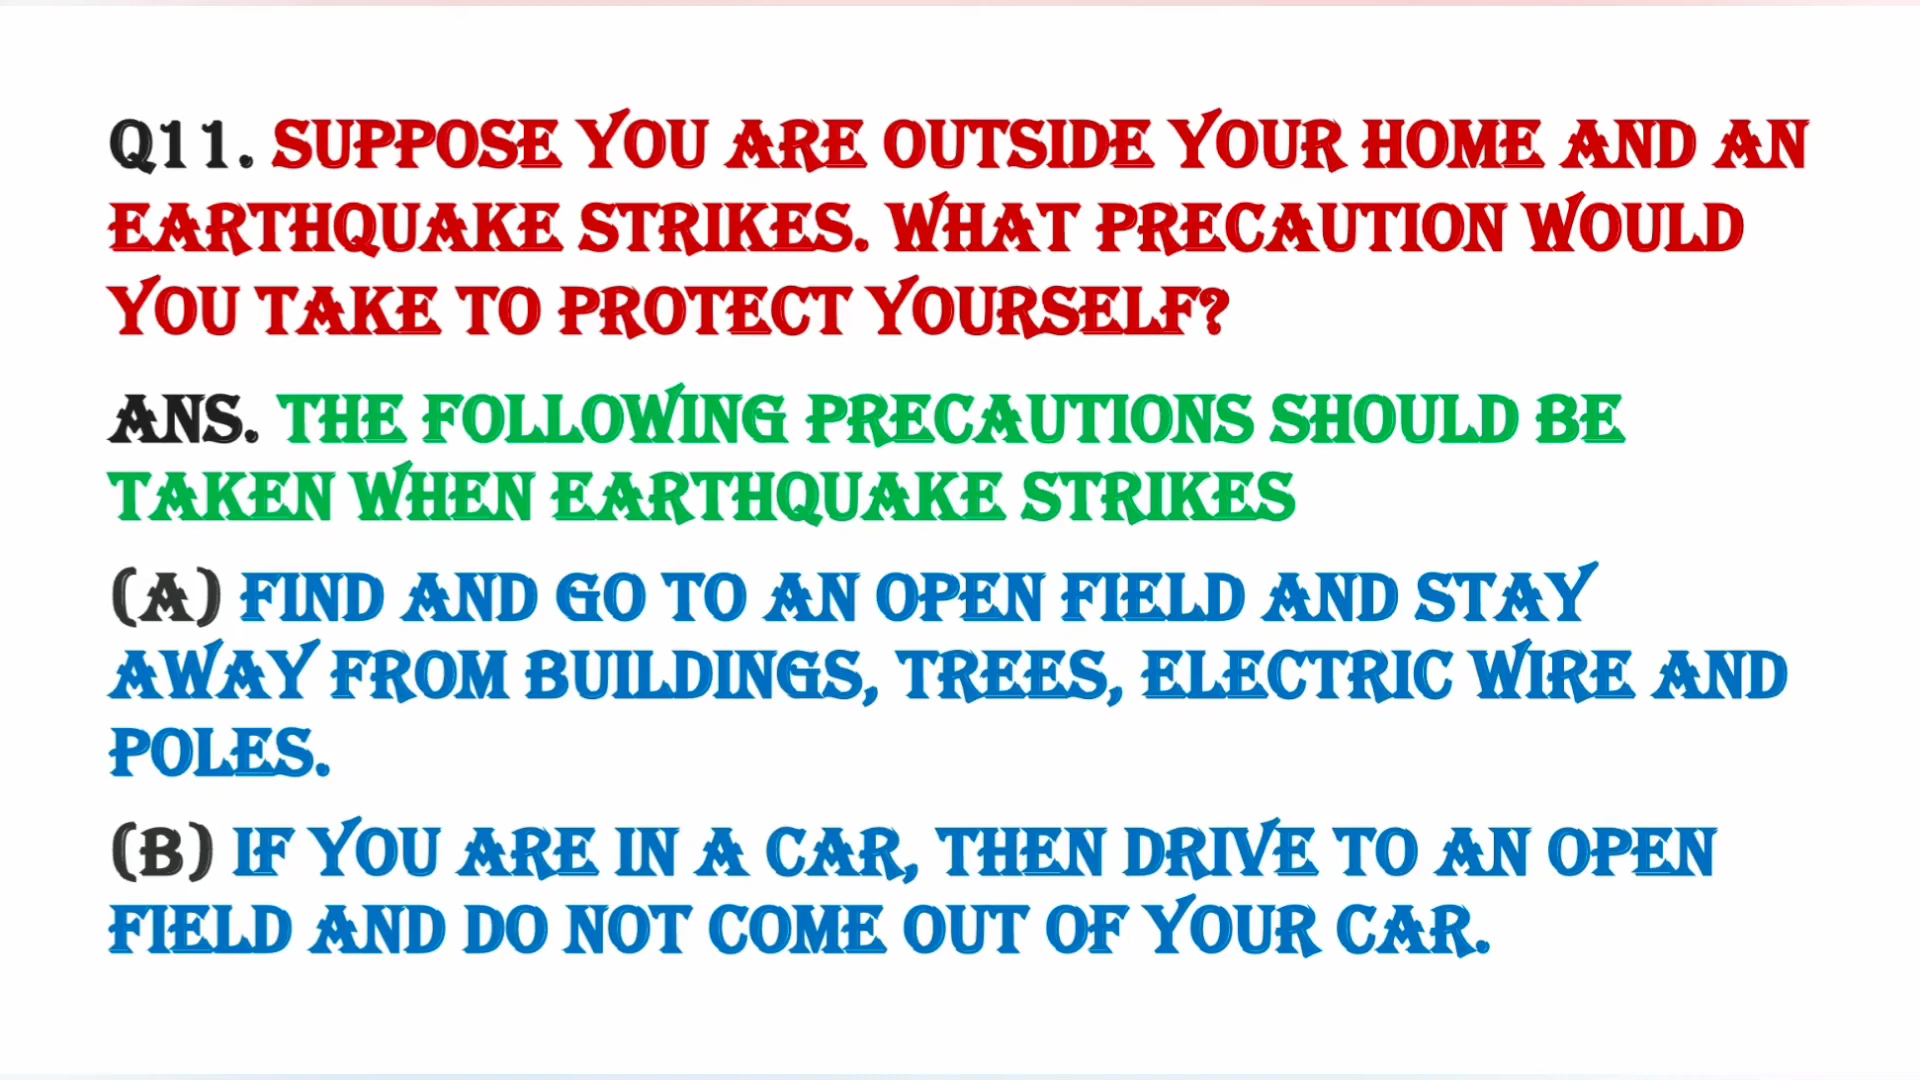 Q11. SUPPOSE YOU ARE OUTSIDE YOUR HOME AND AN
EARTHQUAKE STRIKES. WHAT PRECAUTION WOULD
YOU TAKE TO PROTECT YOURSELF?
ANS. THE FOLLOWING PRECAUTIONS SHOULD BE
TAKEN WHEN EARTHQUAKE STRIKES
(A) FIND AND GO TO AN OPEN FIELD AND STAY
AWAY FROM BUILDINGS, TREES, ELECTRIC WIRE AND
POLES.
(B) IF YOU ARE IN A CAR, THEN DRIVE TO AN OPEN
FIELD AND DO NOT COME OUT OF YOUR CAR.